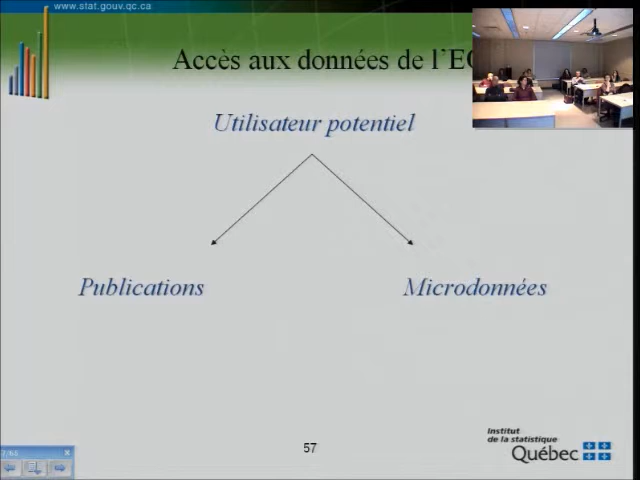 www.stat.gouv.qc.ca
Accès aux données de l'
Utilisateur potentiel
Publications
Microdonnées
57
Institut
de la statistique
Québec